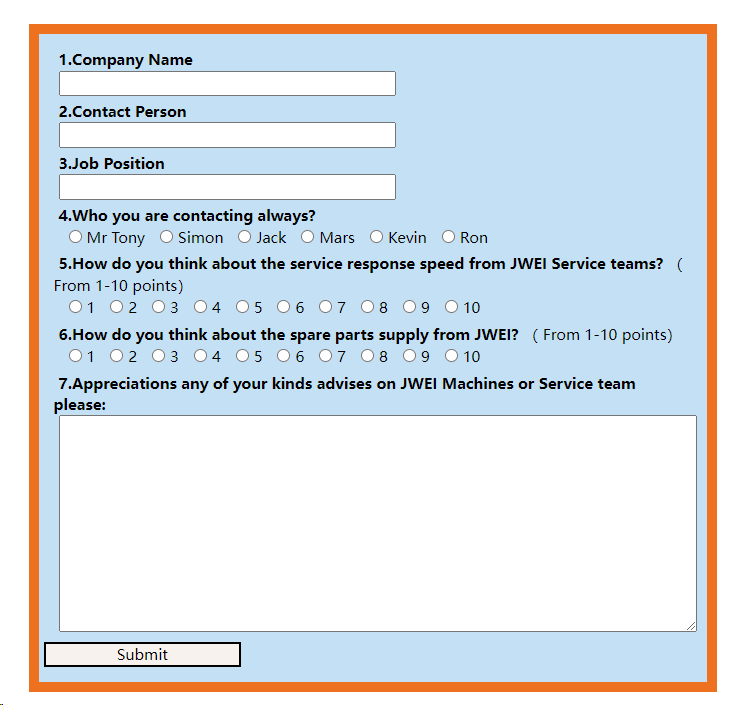 1.Company Name
2.Contact Person
3.Job Position
4.Who you are contacting always?
Mr Tony Simon Jack Mars Kevin Ron
5.How do you think about the service response speed from JWEI Service teams? (
From 1-10 points)
1 2 3 4 5 6 7 8 9 10
6.How do you think about the spare parts supply from JWEI? ( From 1-10 points)
1 2 3 4 5 6 7 8 9 10
7.Appreciations any of your kinds advises on JWEI Machines or Service team
please:
Submit